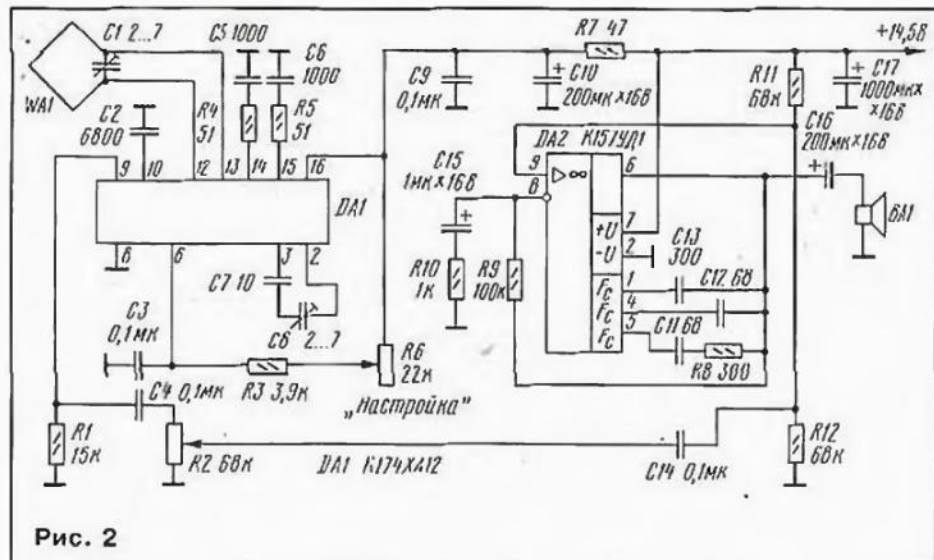 C1 2...7
WA1
C2
6800
C5 1000
C6
1000
R4
51
R5
51
9 10 12 13 14 15 16
DA1
8 6 3 2
C7 10
C6 2...7
C3
0,1мк
C4 0,1мк
R3 3,9к
R6
22к
„Настройка"
R1
15к
R2 68к
DA1 К174ХА12
C14 0,1мк
R7 47
+14,5В
C9
0,1мк
C10
200мк×16В
R11
68к
C17
1000мк×
×16В
C16
200мк×16В
DA2 К157УД1
C15
1мк×16В
9
8
▷∞
6
7
+U
-U
2
1
4
5
FC
FC
FC
C13
300
C12 68
C11 68
R8 300
R10
1к
R9
100к
BA1
R12
68к
Рис. 2